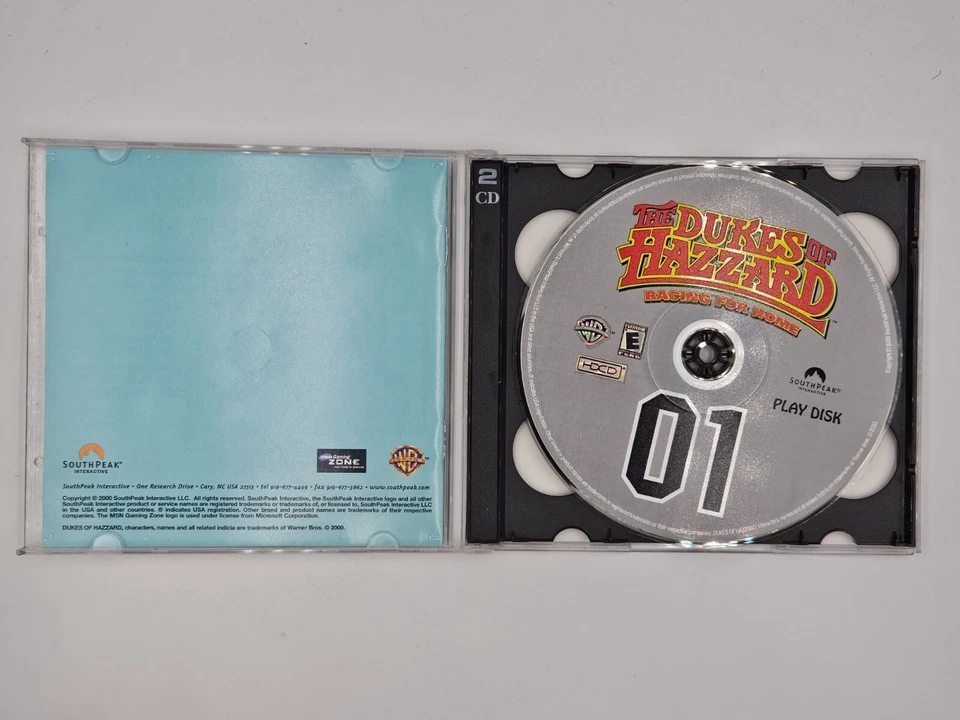 SOUTHPEAK®
INTERACTIVE
msn Gaming
ZONE
WB
SouthPeak Interactive • One Research Drive • Cary, NC USA 27513 • tel 919-677-4499 • fax 919-677-3862 • www.southpeak.com
Copyright © 2000 SouthPeak Interactive LLC. All rights reserved. SouthPeak Interactive, the SouthPeak Interactive logo and all other
SouthPeak Interactive product or service names are registered trademarks or trademarks of, or licensed to, SouthPeak Interactive LLC
in the USA and other countries. ® indicates USA registration. Other brand and product names are trademarks of their respective
companies. The MSN Gaming Zone logo is used under license from Microsoft Corporation.
DUKES OF HAZZARD, characters, names and all related indicia are trademarks of Warner Bros. © 2000.
2
CD
THE DUKES OF
HAZZARD™
RACING FOR HOME
WB
E
ESRB
HDCD
SOUTHPEAK®
INTERACTIVE
PLAY DISK
01